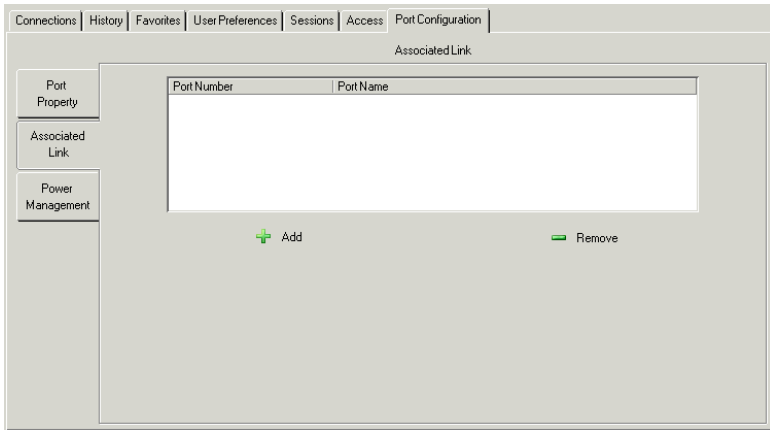 Connections History Favorites User Preferences Sessions Access Port Configuration
Associated Link
Port
Property
Associated
Link
Power
Management
Port Number Port Name
Add Remove